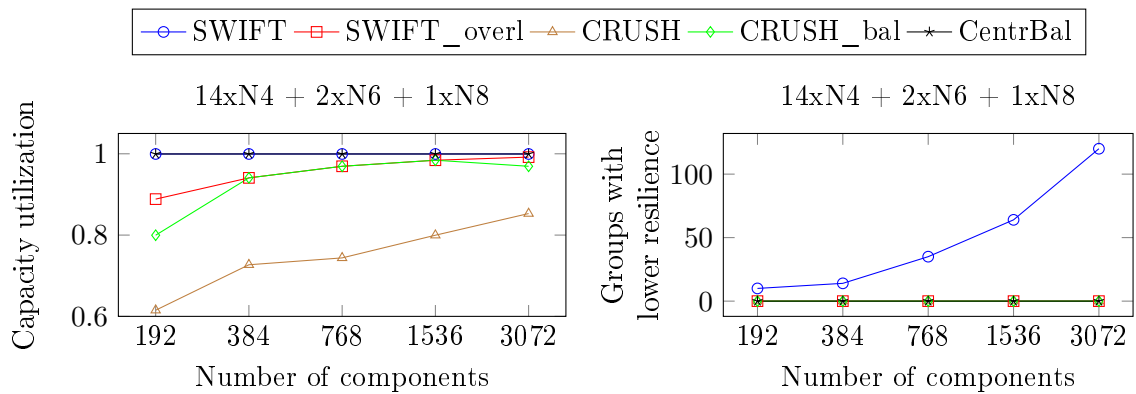 SWIFT SWIFT_overl CRUSH CRUSH_bal CentrBal
14xN4 + 2xN6 + 1xN8
Capacity utilization
1
0.8
0.6
192 384 768 1536 3072
Number of components
14xN4 + 2xN6 + 1xN8
Groups with
lower resilience
100
50
0
192 384 768 1536 3072
Number of components